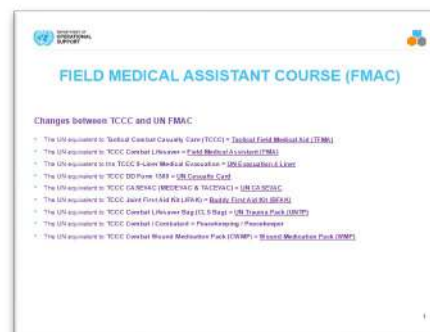 DEPARTMENT OF
OPERATIONAL
SUPPORT
FIELD MEDICAL ASSISTANT COURSE (FMAC)
Changes between TCCC and UN FMAC
The UN equivalent to Tactical Combat Casualty Care (TCCC) = Tactical Field Medical Aid (TFMA)
The UN equivalent to TCCC Combat Lifesaver = Field Medical Assistant (FMA)
The UN equivalent to the TCCC 9-Liner Medical Evacuation = UN Evacuation 4 Liner
The UN equivalent to TCCC DD Form 1380 = UN Casualty Card
The UN equivalent to TCCC CASEVAC (MEDEVAC & TACEVAC) = UN CASEVAC
The UN equivalent to TCCC Joint First Aid Kit (JFAK) = Buddy First Aid Kit (BFAK)
The UN equivalent to TCCC Combat Lifesaver Bag (CLS Bag) = UN Trauma Pack (UNTP)
The UN equivalent to TCCC Combat / Combatant = Peacekeeping / Peacekeeper
The UN equivalent to TCCC Combat Wound Medication Pack (CWMP) = Wound Medication Pack (WMP)